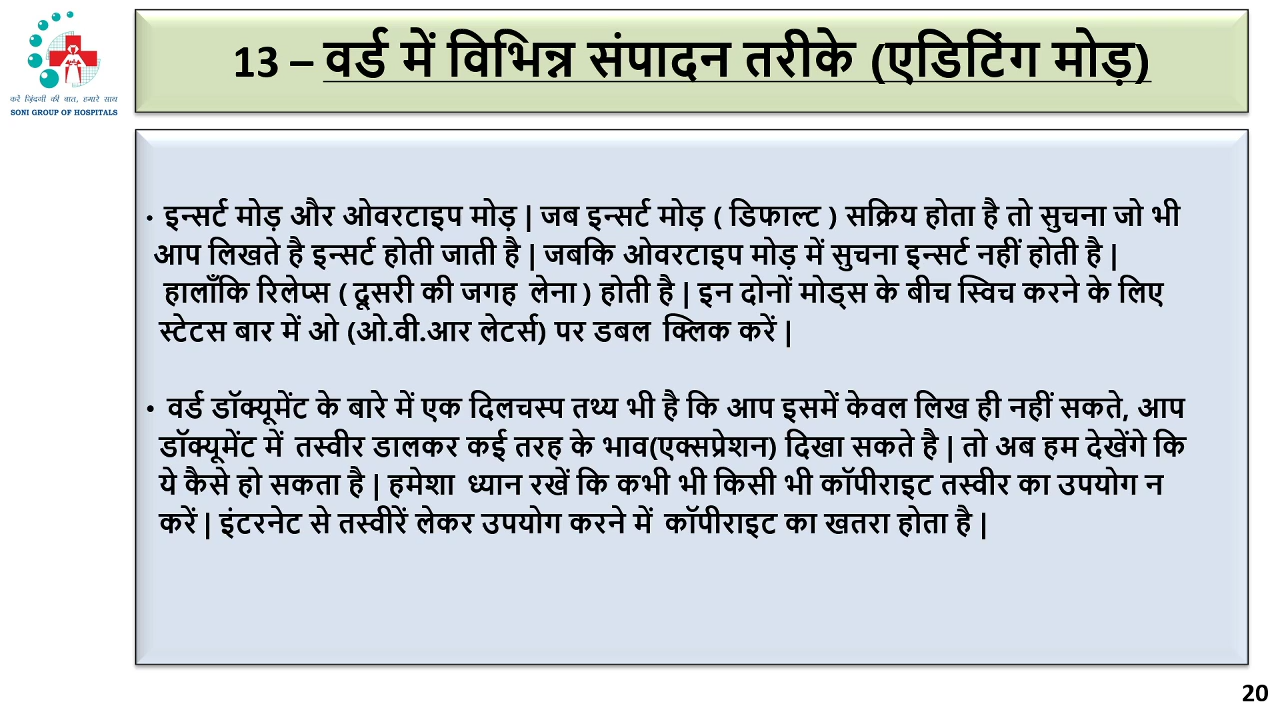 करें ज़िंदगी की बात, हमारे साथ
SONI GROUP OF HOSPITALS
13 – वर्ड में विभिन्न संपादन तरीके (एडिटिंग मोड़)
• इन्सर्ट मोड़ और ओवरटाइप मोड़ | जब इन्सर्ट मोड़ ( डिफाल्ट ) सक्रिय होता है तो सुचना जो भी
आप लिखते है इन्सर्ट होती जाती है | जबकि ओवरटाइप मोड़ में सुचना इन्सर्ट नहीं होती है |
हालाँकि रिलेप्स ( दूसरी की जगह लेना ) होती है | इन दोनों मोड्स के बीच स्विच करने के लिए
स्टेटस बार में ओ (ओ.वी.आर लेटर्स) पर डबल क्लिक करें |
• वर्ड डॉक्यूमेंट के बारे में एक दिलचस्प तथ्य भी है कि आप इसमें केवल लिख ही नहीं सकते, आप
डॉक्यूमेंट में तस्वीर डालकर कई तरह के भाव(एक्सप्रेशन) दिखा सकते है | तो अब हम देखेंगे कि
ये कैसे हो सकता है | हमेशा ध्यान रखें कि कभी भी किसी भी कॉपीराइट तस्वीर का उपयोग न
करें | इंटरनेट से तस्वीरें लेकर उपयोग करने में कॉपीराइट का खतरा होता है |
20